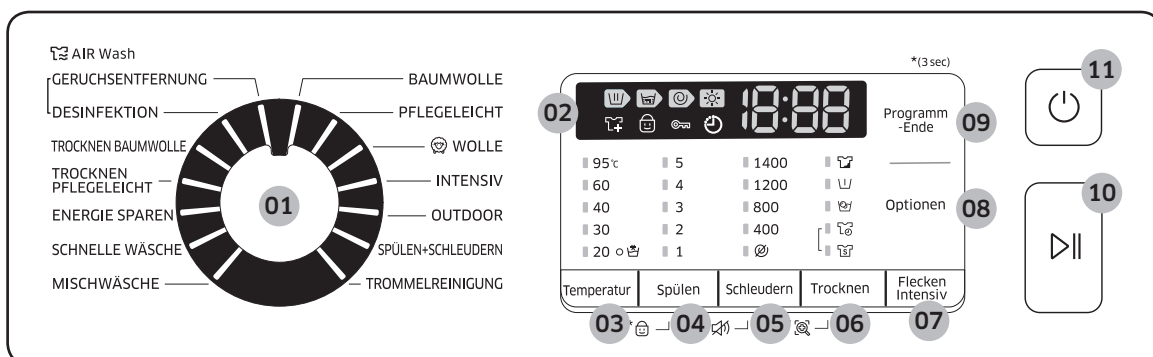 AIR Wash
GERUCHSENTFERNUNG
DESINFEKTION
TROCKNEN BAUMWOLLE
TROCKNEN
PFLEGELEICHT
ENERGIE SPAREN
SCHNELLE WÄSCHE
MISCHWÄSCHE
01
BAUMWOLLE
PFLEGELEICHT
WOLLE
INTENSIV
OUTDOOR
SPÜLEN+SCHLEUDERN
TROMMELREINIGUNG
*(3 sec)
02
18:88
95℃ 5 1400
60 4 1200
40 3 800
30 2 400
20 1
Programm
-Ende
09
Optionen
08
Temperatur Spülen Schleudern Trocknen Flecken
Intensiv
03 * 04 05 06 07
11
10